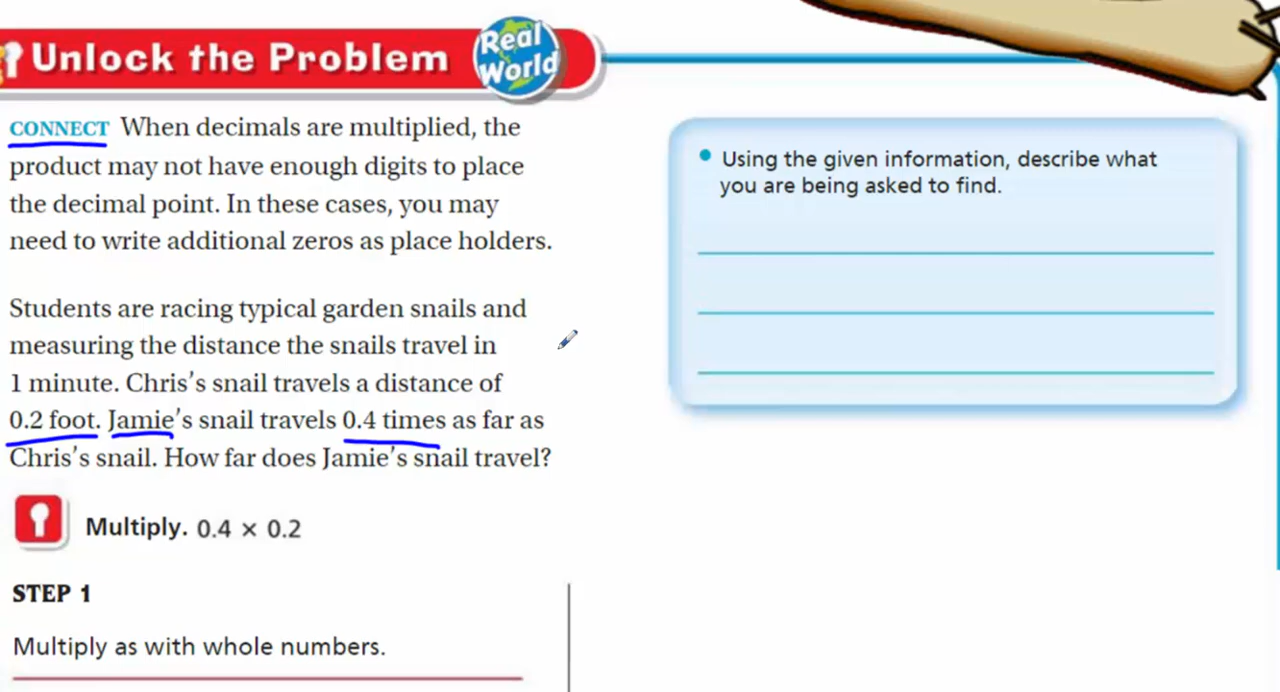 Unlock the Problem
Real
World
CONNECT When decimals are multiplied, the
product may not have enough digits to place
the decimal point. In these cases, you may
need to write additional zeros as place holders.
Students are racing typical garden snails and
measuring the distance the snails travel in
1 minute. Chris's snail travels a distance of
0.2 foot. Jamie's snail travels 0.4 times as far as
Chris's snail. How far does Jamie's snail travel?
• Using the given information, describe what
you are being asked to find.
Multiply. 0.4 × 0.2
STEP 1
Multiply as with whole numbers.